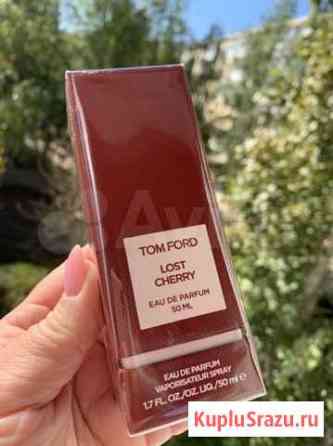 Avito
TOM FORD
LOST
CHERRY
EAU DE PARFUM
50 ML
EAU DE PARFUM
VAPORISATEUR SPRAY
1.7 FL. OZ./OZ. LIQ./50 ml e
KupluSrazu.ru